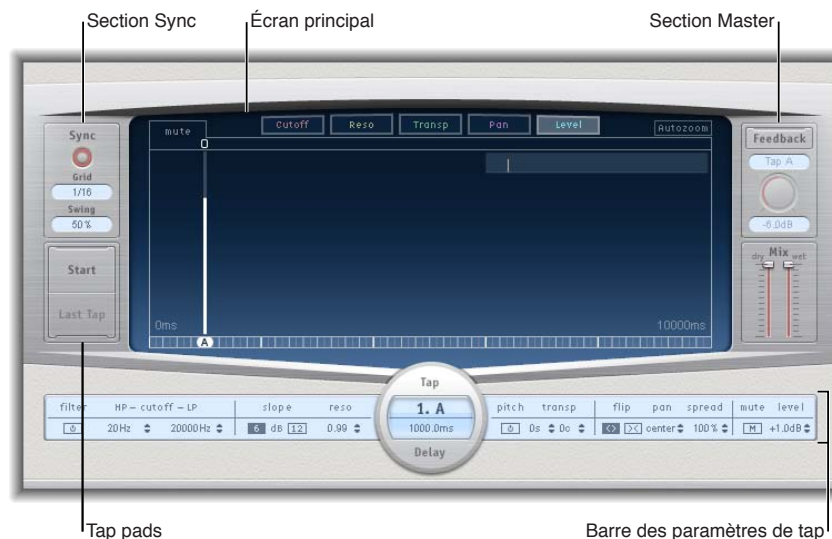 Section Sync
Écran principal
Section Master
Sync
Grid
1/16
Swing
50%
Start
Last Tap
mute
Cutoff
Reso
Transp
Pan
Level
Autozoom
0ms
10000ms
A
Feedback
Tap A
-6.0dB
Mix
dry
wet
Tap
1. A
1000.0ms
Delay
filter HP – cutoff – LP slope reso
20Hz 20000Hz 6 dB 12 0.99
pitch transp flip pan spread mute level
0s 0c <> >< center 100% M +1.0dB
Tap pads
Barre des paramètres de tap